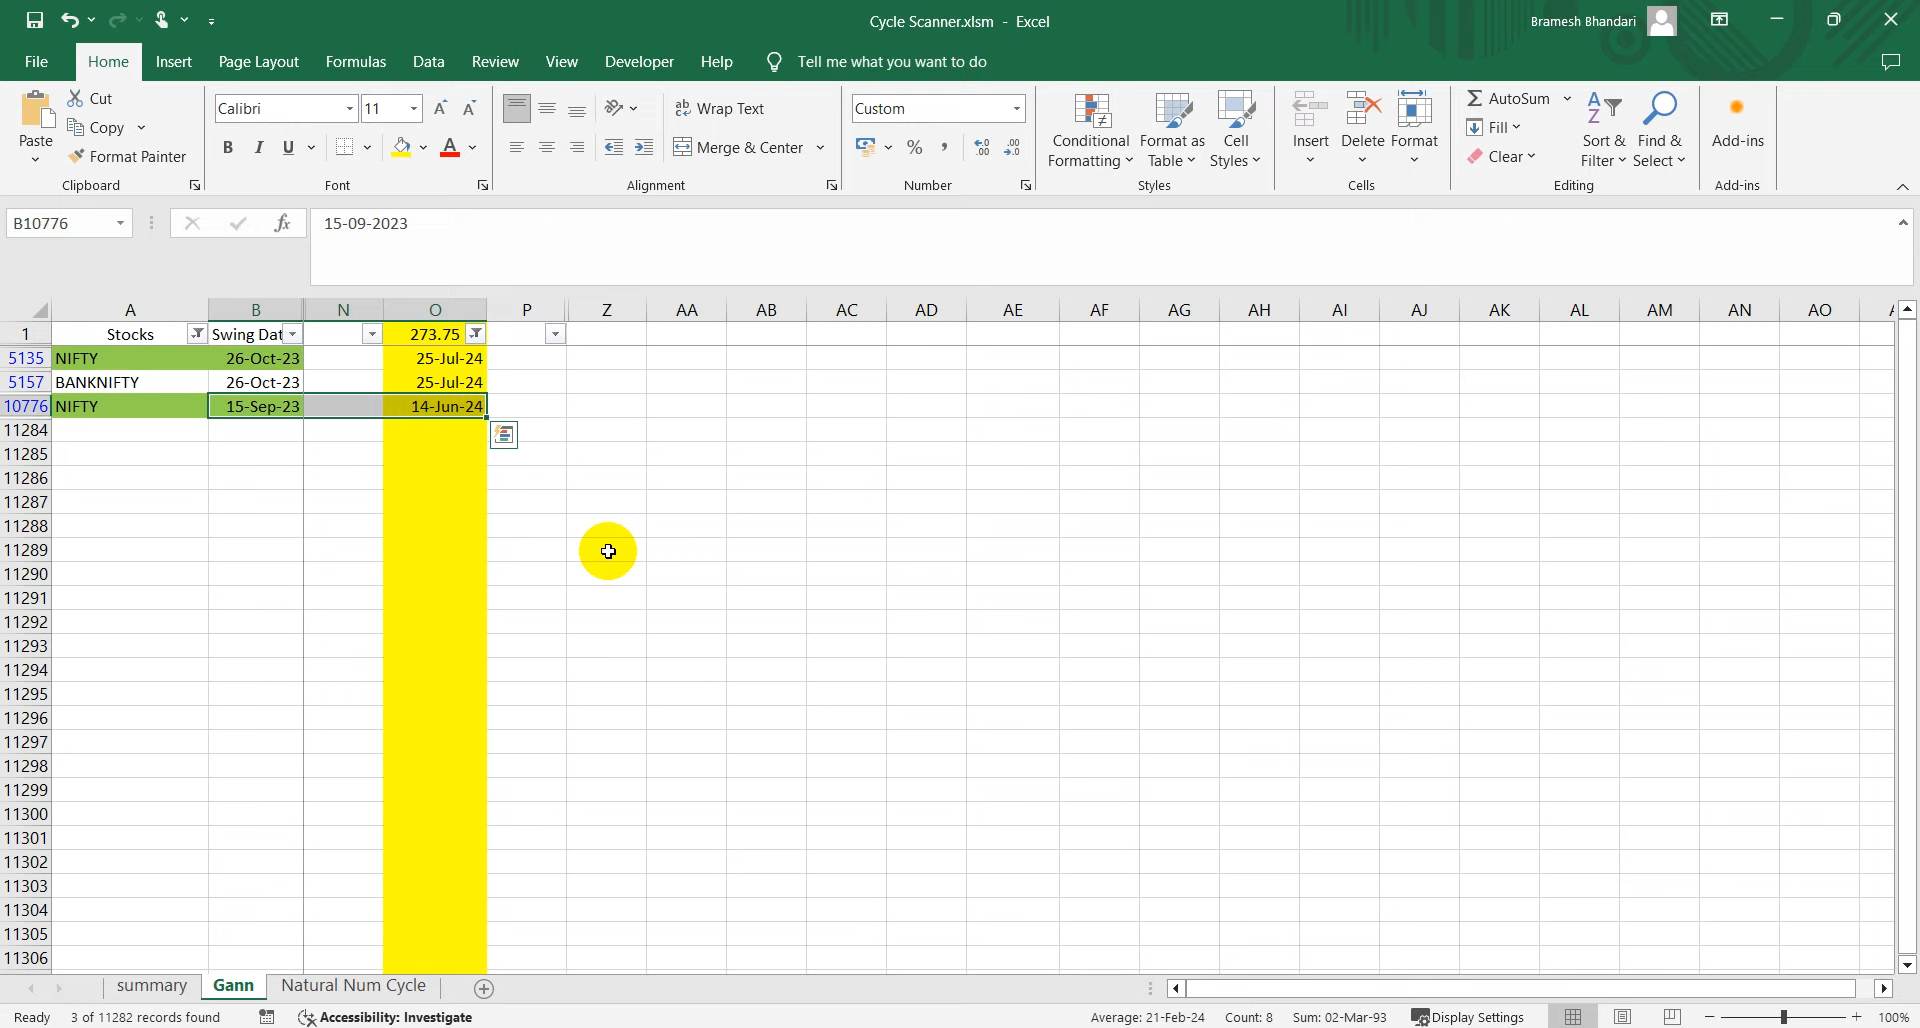 Cycle Scanner.xlsm - Excel
Bramesh Bhandari
File Home Insert Page Layout Formulas Data Review View Developer Help Tell me what you want to do
Paste
Cut
Copy
Format Painter
Clipboard
Calibri 11
B I U
Font
Wrap Text
Merge & Center
Alignment
Custom
%
Number
Conditional Formatting
Format as Table
Cell Styles
Styles
Insert Delete Format
Cells
AutoSum
Fill
Clear
Sort & Filter
Find & Select
Editing
Add-ins
Add-ins
B10776 fx 15-09-2023
A B N O P Z AA AB AC AD AE AF AG AH AI AJ AK AL AM AN AO
1 Stocks Swing Dat 273.75
5135 NIFTY 26-Oct-23 25-Jul-24
5157 BANKNIFTY 26-Oct-23 25-Jul-24
10776 NIFTY 15-Sep-23 14-Jun-24
11284
11285
11286
11287
11288
11289
11290
11291
11292
11293
11294
11295
11296
11297
11298
11299
11300
11301
11302
11303
11304
11305
11306
summary Gann Natural Num Cycle
Ready 3 of 11282 records found Accessibility: Investigate Average: 21-Feb-24 Count: 8 Sum: 02-Mar-93 Display Settings 100%